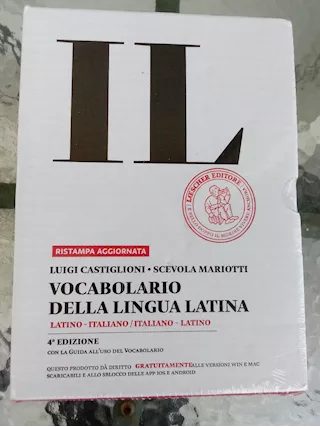 IL
LOESCHER EDITORE
RISTAMPA AGGIORNATA
LUIGI CASTIGLIONI • SCEVOLA MARIOTTI
VOCABOLARIO
DELLA LINGUA LATINA
LATINO - ITALIANO / ITALIANO - LATINO
4ª EDIZIONE
CON LA GUIDA ALL'USO DEL VOCABOLARIO
QUESTO PRODOTTO DÀ DIRITTO GRATUITAMENTE ALLE VERSIONI WIN E MAC
SCARICABILI E ALLO SBLOCCO DELLE APP IOS E ANDROID